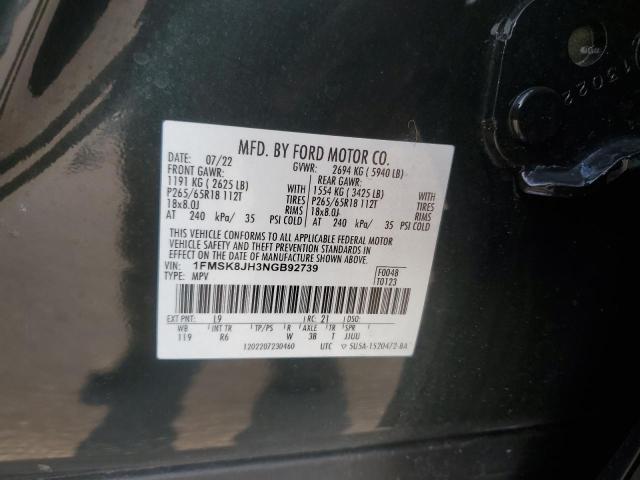 MFD. BY FORD MOTOR CO.
DATE: 07/22 GVWR: 2694 KG ( 5940 LB)
FRONT GAWR: REAR GAWR:
1191 KG ( 2625 LB) WITH 1554 KG ( 3425 LB) WITH
P265/65R18 112T TIRES P265/65R18 112T TIRES
18x8.0J RIMS 18x8.0J RIMS
AT 240 kPa/ 35 PSI COLD AT 240 kPa/ 35 PSI COLD
THIS VEHICLE CONFORMS TO ALL APPLICABLE FEDERAL MOTOR
VEHICLE SAFETY AND THEFT PREVENTION STANDARDS IN
EFFECT ON THE DATE OF MANUFACTURE SHOWN ABOVE.
VIN: 1FMSK8JH3NGB92739 F0048
TYPE: MPV T0123
EXT PNT: L9 RC: 21 DSO:
WB INT TR TP/PS R AXLE TR SPR
119 R6 W 3B T JJUU
1202207230460 UTC ▽ 5U5A-1520472-BA
13022